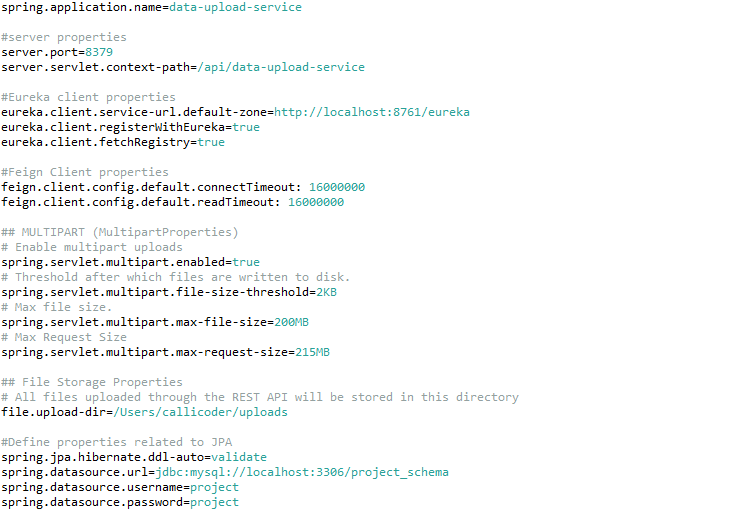 spring.application.name=data-upload-service
#server properties
server.port=8379
server.servlet.context-path=/api/data-upload-service
#Eureka client properties
eureka.client.service-url.default-zone=http://localhost:8761/eureka
eureka.client.registerWithEureka=true
eureka.client.fetchRegistry=true
#Feign Client properties
feign.client.config.default.connectTimeout: 16000000
feign.client.config.default.readTimeout: 16000000
## MULTIPART (MultipartProperties)
# Enable multipart uploads
spring.servlet.multipart.enabled=true
# Threshold after which files are written to disk.
spring.servlet.multipart.file-size-threshold=2KB
# Max file size.
spring.servlet.multipart.max-file-size=200MB
# Max Request Size
spring.servlet.multipart.max-request-size=215MB
## File Storage Properties
# All files uploaded through the REST API will be stored in this directory
file.upload-dir=/Users/callicoder/uploads
#Define properties related to JPA
spring.jpa.hibernate.ddl-auto=validate
spring.datasource.url=jdbc:mysql://localhost:3306/project_schema
spring.datasource.username=project
spring.datasource.password=project